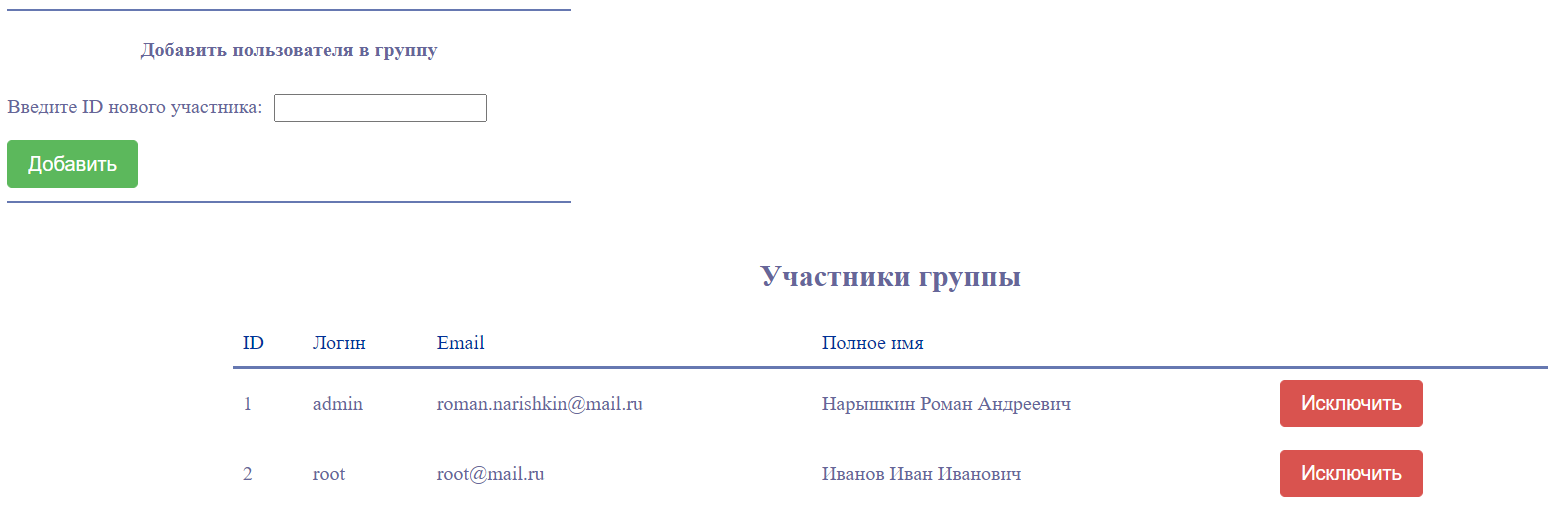 Добавить пользователя в группу
Введите ID нового участника:
Добавить
Участники группы
ID Логин Email Полное имя
1 admin roman.narishkin@mail.ru Нарышкин Роман Андреевич Исключить
2 root root@mail.ru Иванов Иван Иванович Исключить